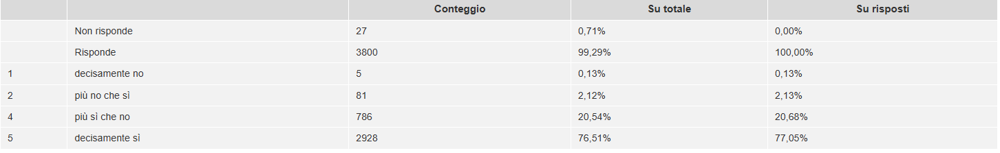 Conteggio Su totale Su risposti
Non risponde 27 0,71% 0,00%
Risponde 3800 99,29% 100,00%
1 decisamente no 5 0,13% 0,13%
2 più no che sì 81 2,12% 2,13%
4 più sì che no 786 20,54% 20,68%
5 decisamente sì 2928 76,51% 77,05%